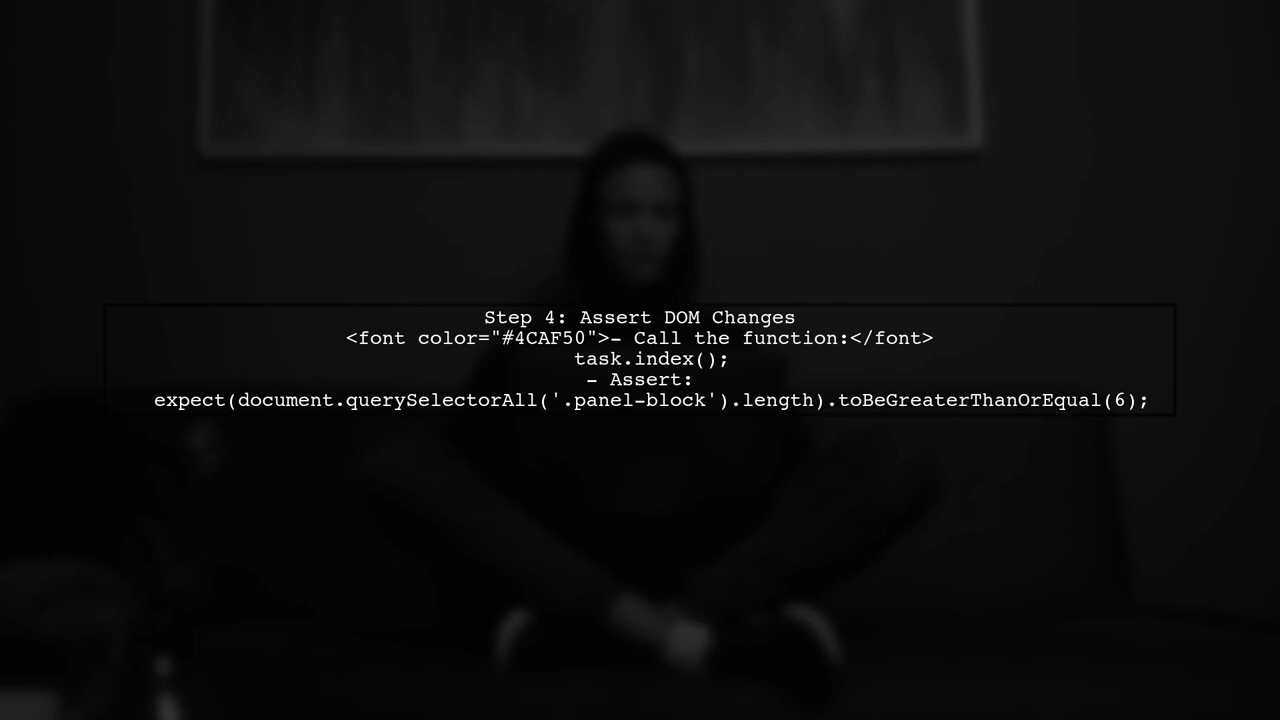 Step 4: Assert DOM Changes
<font color="#4CAF50">- Call the function:</font>
task.index();
- Assert:
expect(document.querySelectorAll('.panel-block').length).toBeGreaterThanOrEqual(6);